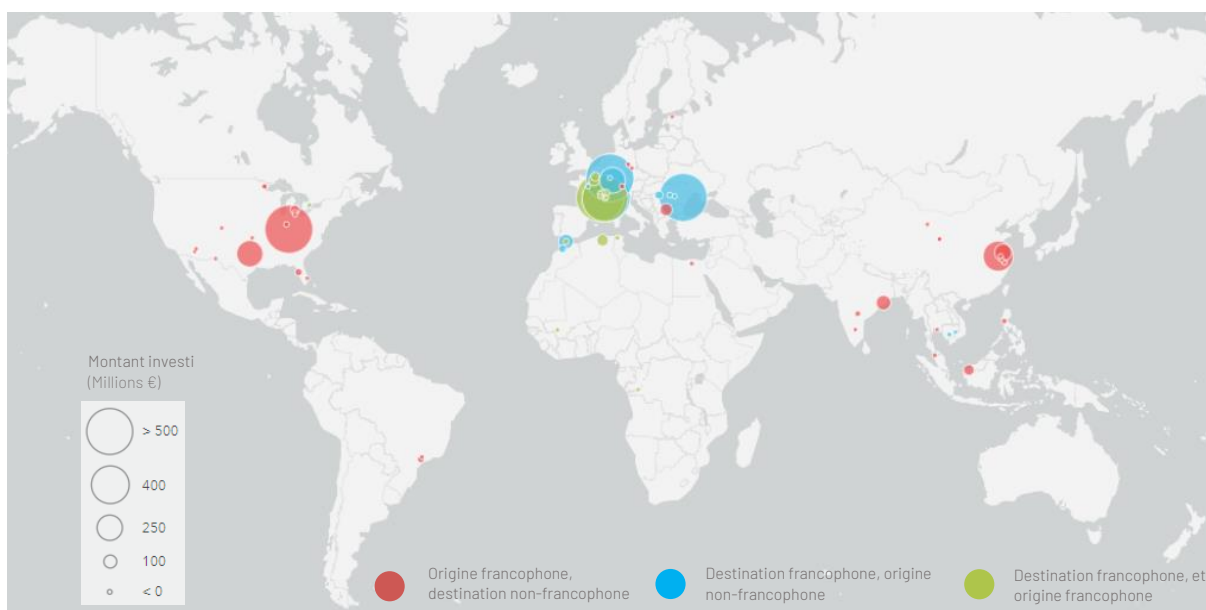 Montant investi
(Millions €)
> 500
400
250
100
< 0
Origine francophone,
destination non-francophone
Destination francophone, origine
non-francophone
Destination francophone, et
origine francophone